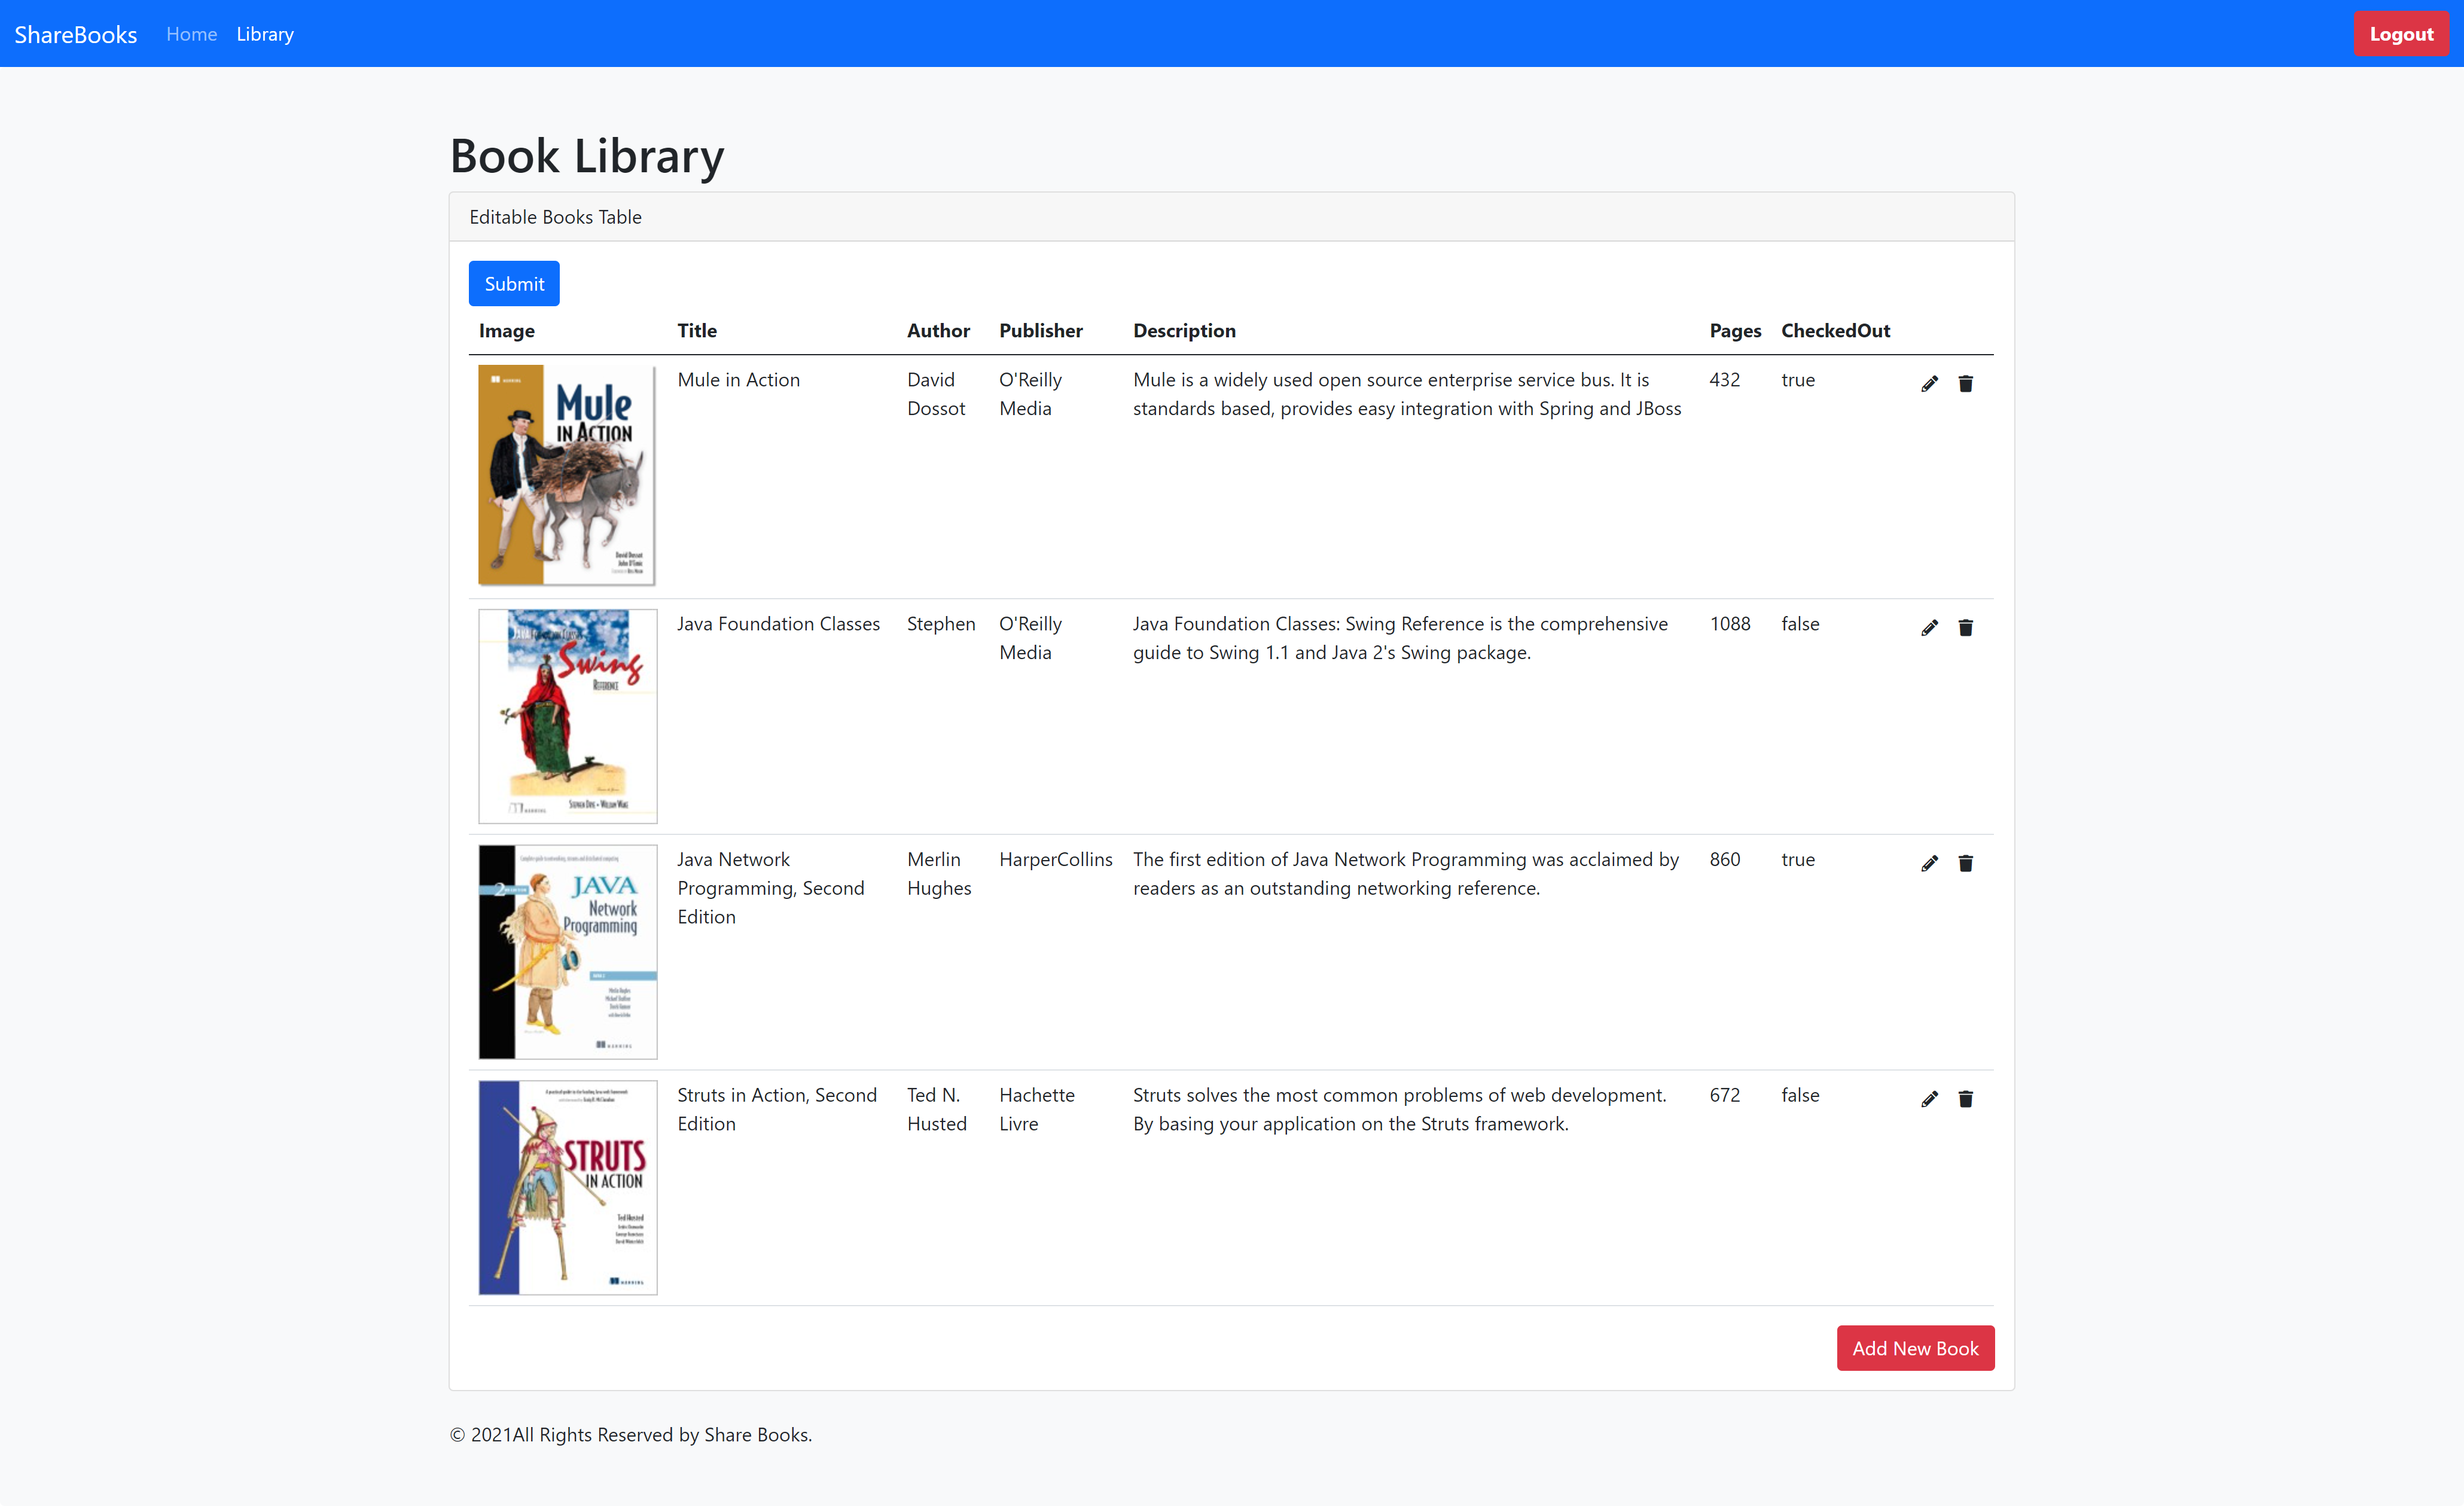 ShareBooks Home Library Logout
Book Library
Editable Books Table
Submit
Image Title Author Publisher Description Pages CheckedOut
Mule
IN ACTION
David Dossot
Mule in Action
David
Dossot
O'Reilly
Media
Mule is a widely used open source enterprise service bus. It is
standards based, provides easy integration with Spring and JBoss
432
true
Swing
REFERENCE
MANNING
Java Foundation Classes
Stephen
O'Reilly
Media
Java Foundation Classes: Swing Reference is the comprehensive
guide to Swing 1.1 and Java 2's Swing package.
1088
false
JAVA
Network
Programming
MANNING
Java Network
Programming, Second
Edition
Merlin
Hughes
HarperCollins
The first edition of Java Network Programming was acclaimed by
readers as an outstanding networking reference.
860
true
STRUTS
IN ACTION
Ted Husted
MANNING
Struts in Action, Second
Edition
Ted N.
Husted
Hachette
Livre
Struts solves the most common problems of web development.
By basing your application on the Struts framework.
672
false
Add New Book
© 2021All Rights Reserved by Share Books.